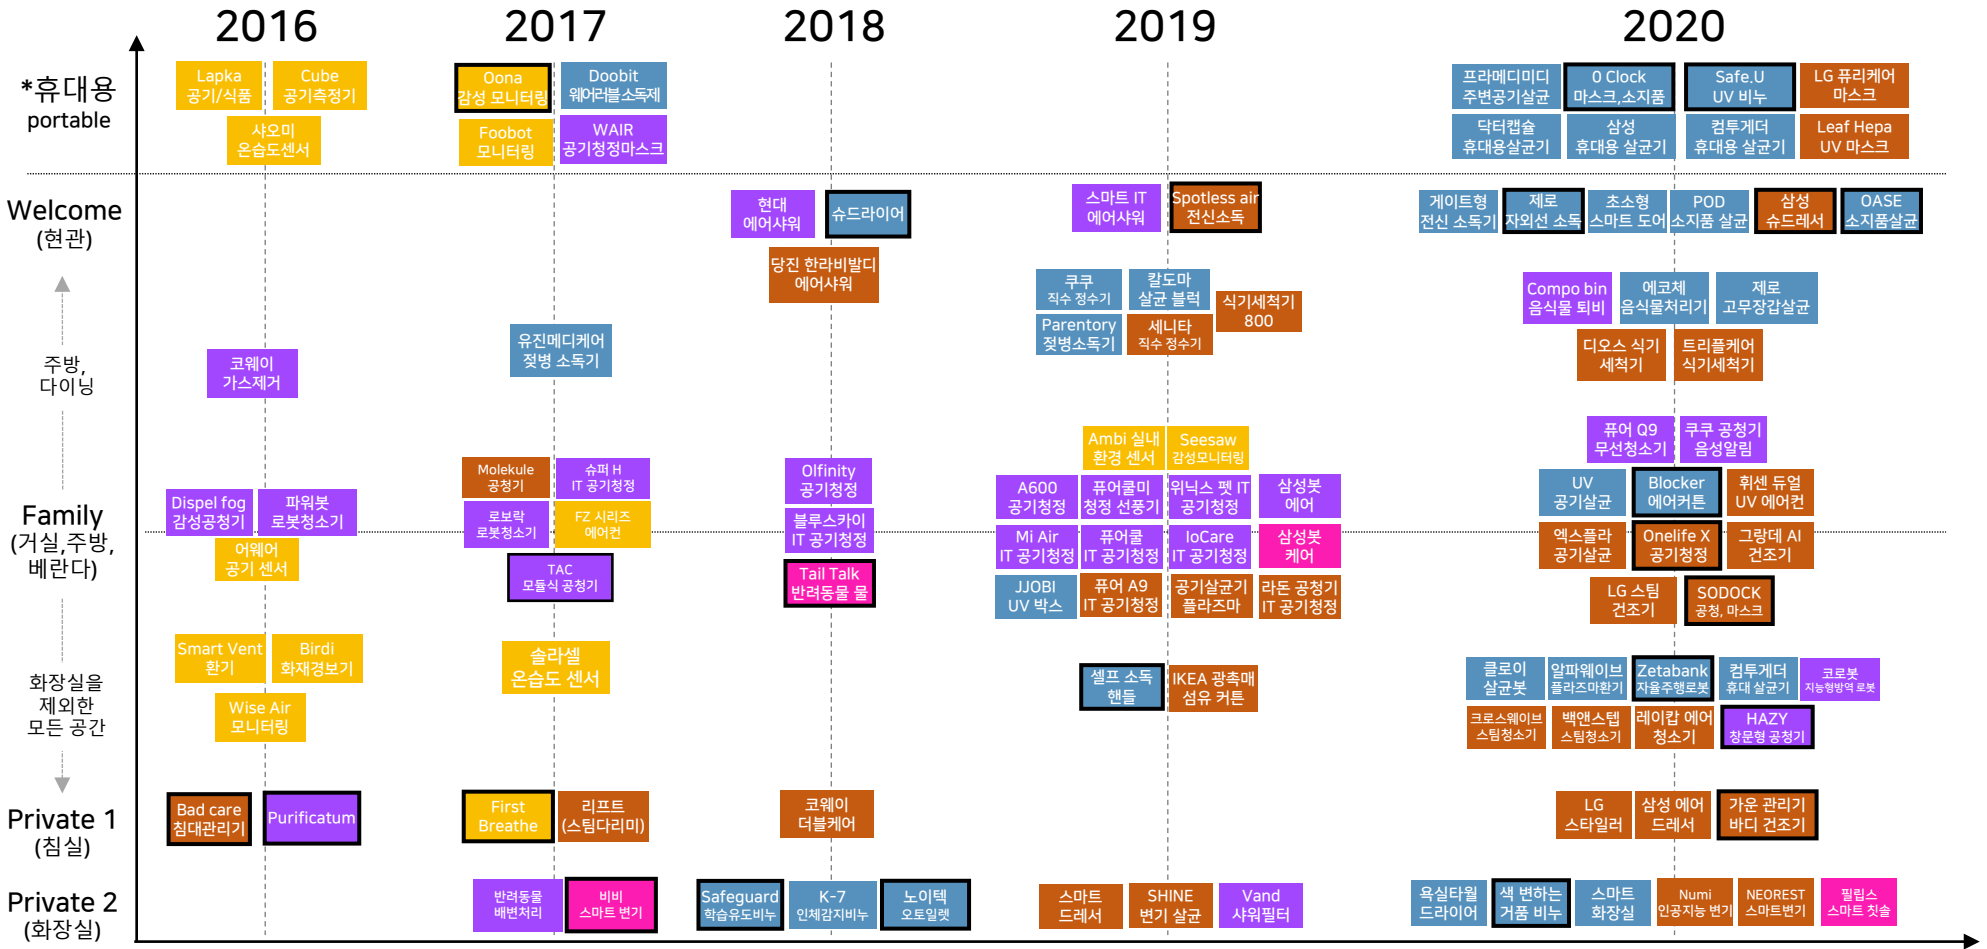 2016
2017
2018
2019
2020
*휴대용
portable
Lapka
공기/식품
Cube
공기측정기
샤오미
온습도센서
Oona
감성 모니터링
Doobit
웨어러블소독제
Foobot
모니터링
WAIR
공기청정마스크
프라메디미디
주변공기살균
0 Clock
마스크,소지품
Safe.U
UV 비누
LG 퓨리케어
마스크
닥터캡슐
휴대용살균기
삼성
휴대용 살균기
컴투게더
휴대용 살균기
Leaf Hepa
UV 마스크
Welcome
(현관)
현대
에어샤워
슈드라이어
당진 한라비발디
에어샤워
스마트 IT
에어샤워
Spotless air
전신소독
게이트형
전신 소독기
제로
자외선 소독
초소형
스마트 도어
POD
소지품 살균
삼성
슈드레서
OASE
소지품살균
주방,
다이닝
코웨이
가스제거
유진메디케어
젖병 소독기
쿠쿠
직수 정수기
칼도마
살균 블럭
식기세척기
800
Parentory
젖병소독기
세니타
직수 정수기
Compo bin
음식물 퇴비
에코체
음식물처리기
제로
고무장갑살균
디오스 식기
세척기
트리플케어
식기세척기
Family
(거실,주방,
베란다)
Dispel fog
감성공청기
파워봇
로봇청소기
어웨어
공기 센서
Molekule
공청기
슈퍼 H
IT 공기청정
로보락
로봇청소기
FZ 시리즈
에어컨
TAC
모듈식 공청기
Olfinity
공기청정
블루스카이
IT 공기청정
Tail Talk
반려동물 물
Ambi 실내
환경 센서
Seesaw
감성모니터링
A600
공기청정
퓨어쿨미
청정 선풍기
위닉스 펫 IT
공기청정
삼성봇
에어
Mi Air
IT 공기청정
퓨어쿨
IT 공기청정
IoCare
IT 공기청정
삼성봇
케어
JJOBI
UV 박스
퓨어 A9
IT 공기청정
공기살균기
플라즈마
라돈 공청기
IT 공기청정
퓨어 Q9
무선청소기
쿠쿠 공청기
음성알림
UV
공기살균
Blocker
에어커튼
휘센 듀얼
UV 에어컨
엑스플라
공기살균
Onelife X
공기청정
그랑데 AI
건조기
LG 스팀
건조기
SODOCK
공청, 마스크
화장실을
제외한
모든 공간
Smart Vent
환기
Birdi
화재경보기
Wise Air
모니터링
솔라셀
온습도 센서
셀프 소독
핸들
IKEA 광촉매
섬유 커튼
클로이
살균봇
알파웨이브
플라즈마환기
Zetabank
자율주행로봇
컴투게더
휴대 살균기
코로봇
지능형방역 로봇
크로스웨이브
스팀청소기
백앤스텝
스팀청소기
레이캅 에어
청소기
HAZY
창문형 공청기
Private 1
(침실)
Bad care
침대관리기
Purificatum
First
Breathe
리프트
(스팀다리미)
코웨이
더블케어
LG
스타일러
삼성 에어
드레서
가운 관리기
바디 건조기
Private 2
(화장실)
반려동물
배변처리
비비
스마트 변기
Safeguard
학습유도비누
K-7
인체감지비누
노이텍
오토일렛
스마트
드레서
SHINE
변기 살균
Vand
샤워필터
욕실타월
드라이어
색 변하는
거품 비누
스마트
화장실
Numi
인공지능 변기
NEOREST
스마트변기
필립스
스마트 칫솔